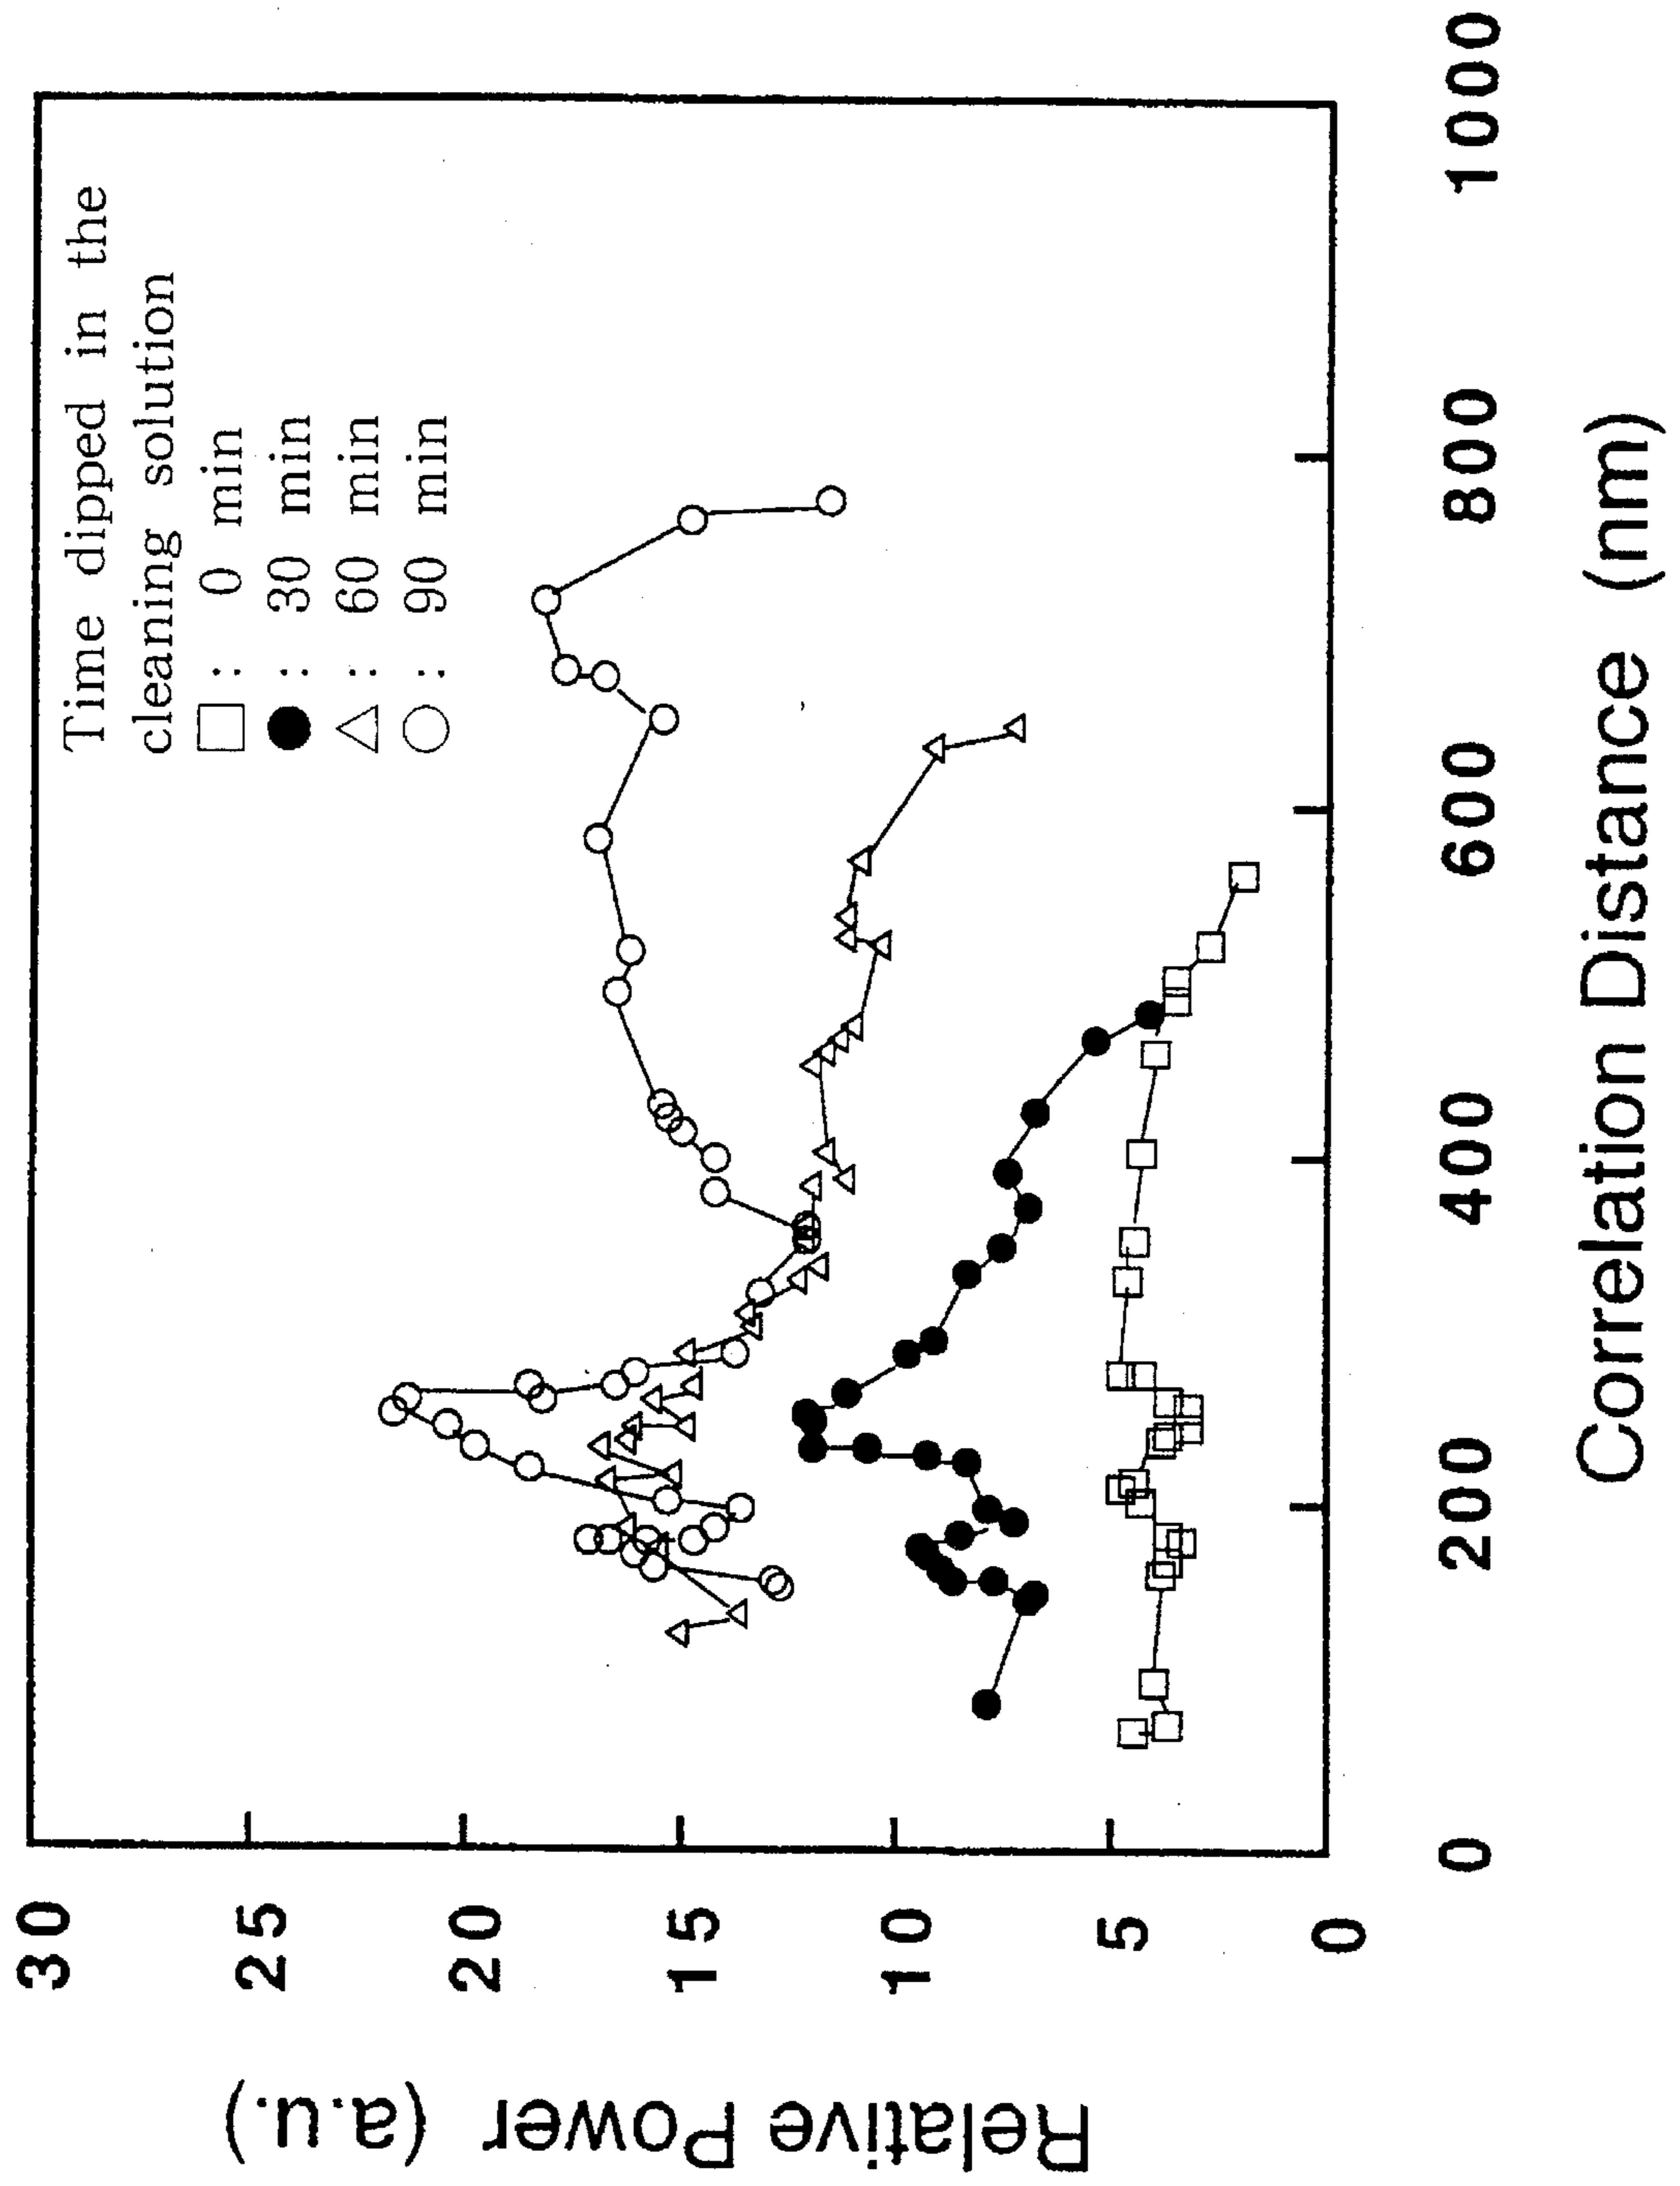 Relative Power (a.u.)
30
25
20
15
10
5
0
Time dipped in the
cleaning solution
□ : 0 min
● : 30 min
△ : 60 min
○ : 90 min
0 200 400 600 800 1000
Correlation Distance (nm)